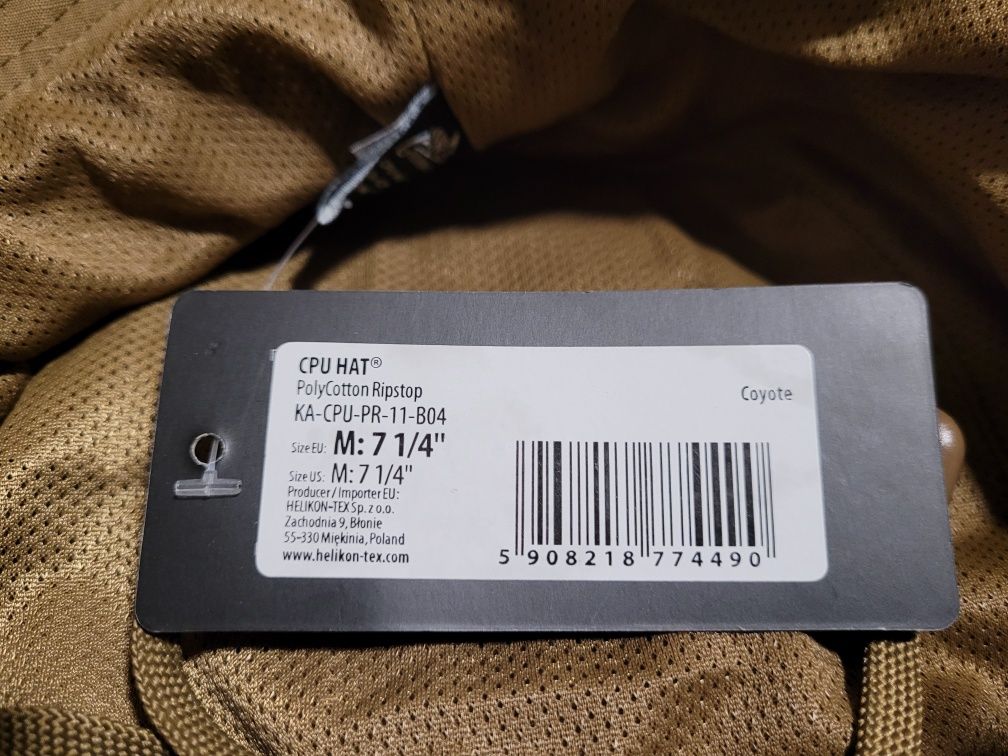 CPU HAT®
PolyCotton Ripstop
Coyote
KA-CPU-PR-11-B04
Size EU: M: 7 1/4"
Size US: M: 7 1/4"
Producer / Importer EU:
HELIKON-TEX Sp. z o.o.
Zachodnia 9, Błonie
55-330 Miękinia, Poland
www.helikon-tex.com
5 908218 774490